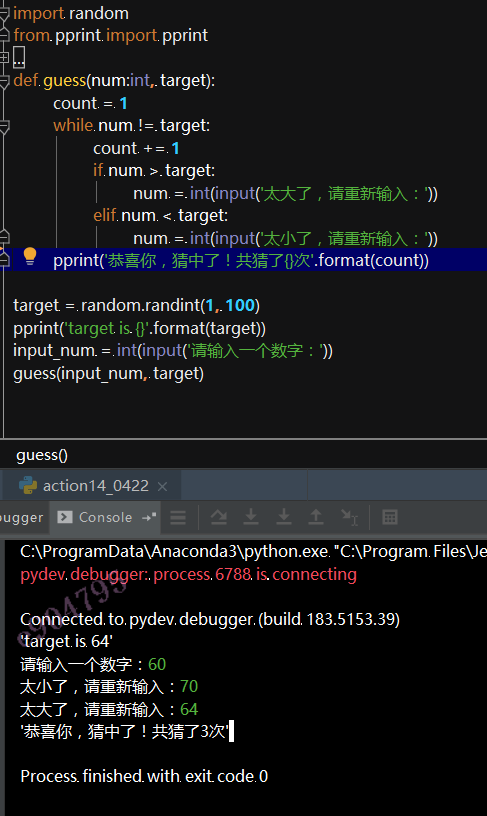 import random
from pprint import pprint
...
def guess(num:int, target):
count = 1
while num != target:
count += 1
if num > target:
num = int(input('太大了，请重新输入：'))
elif num < target:
num = int(input('太小了，请重新输入：'))
pprint('恭喜你，猜中了！共猜了{}次'.format(count))
target = random.randint(1, 100)
pprint('target is {}'.format(target))
input_num = int(input('请输入一个数字：'))
guess(input_num, target)
guess()
action14_0422
ougger Console
C:\ProgramData\Anaconda3\python.exe "C:\Program Files\Je
pydev debugger: process 6788 is connecting
Connected to pydev debugger (build 183.5153.39)
'target is 64'
请输入一个数字：60
太小了，请重新输入：70
太大了，请重新输入：64
'恭喜你，猜中了！共猜了3次'
Process finished with exit code 0